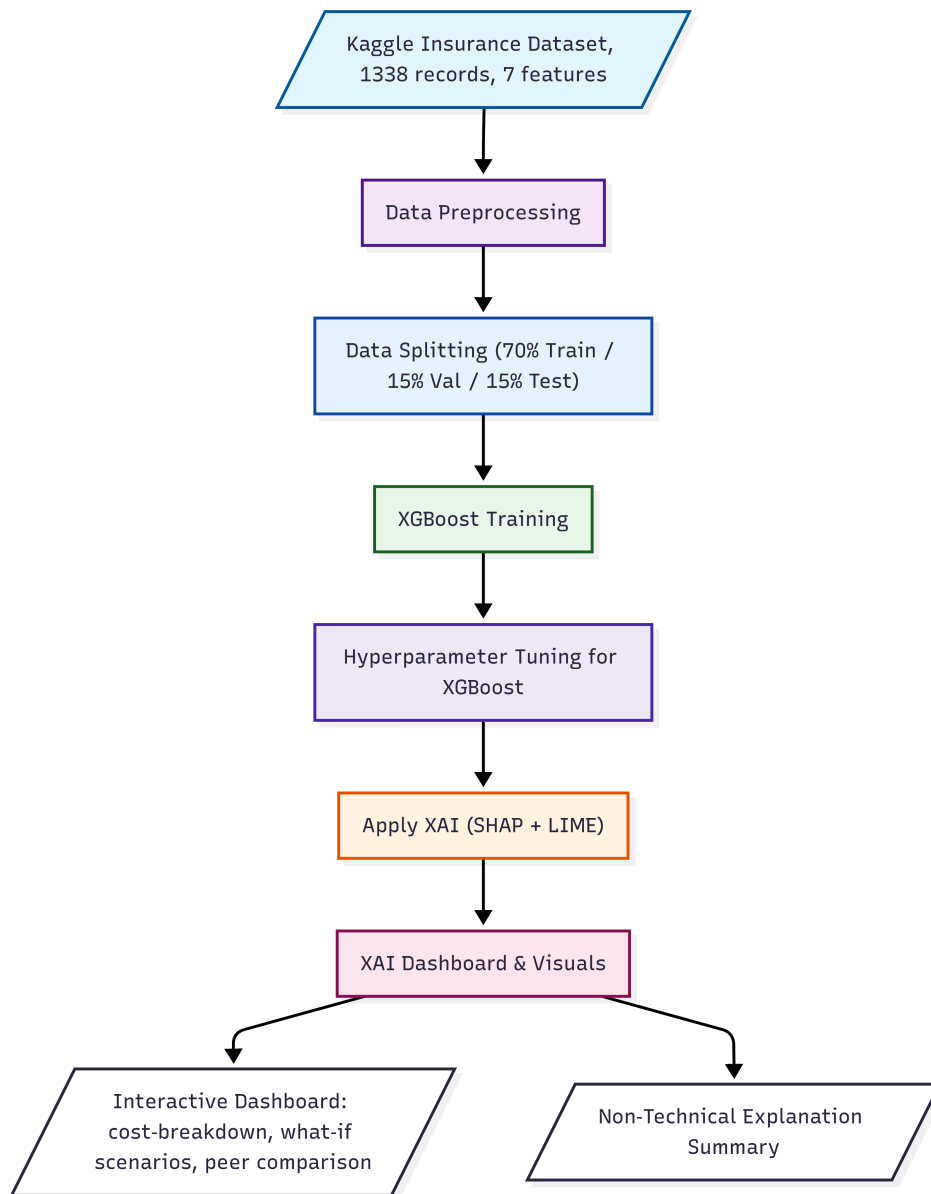 Kaggle Insurance Dataset,
1338 records, 7 features
Data Preprocessing
Data Splitting (70% Train /
15% Val / 15% Test)
XGBoost Training
Hyperparameter Tuning for
XGBoost
Apply XAI (SHAP + LIME)
XAI Dashboard & Visuals
Interactive Dashboard:
cost-breakdown, what-if
scenarios, peer comparison
Non-Technical Explanation
Summary